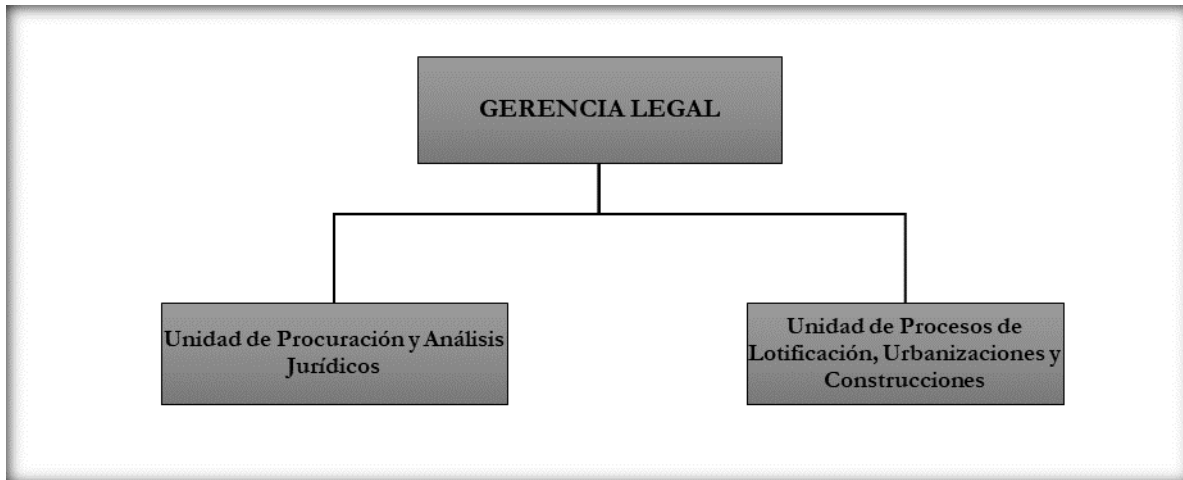 GERENCIA LEGAL
Unidad de Procuración y Análisis
Jurídicos
Unidad de Procesos de
Lotificación, Urbanizaciones y
Construcciones